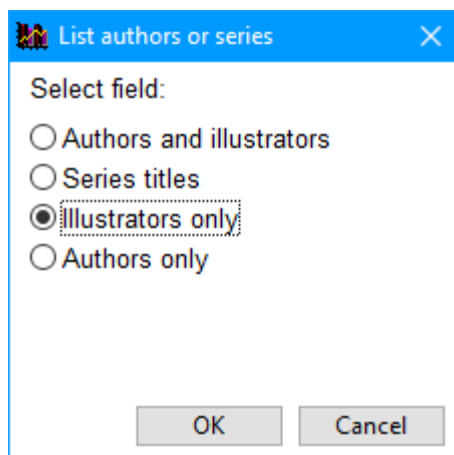 List authors or series
Select field:
Authors and illustrators
Series titles
Illustrators only
Authors only
OK Cancel